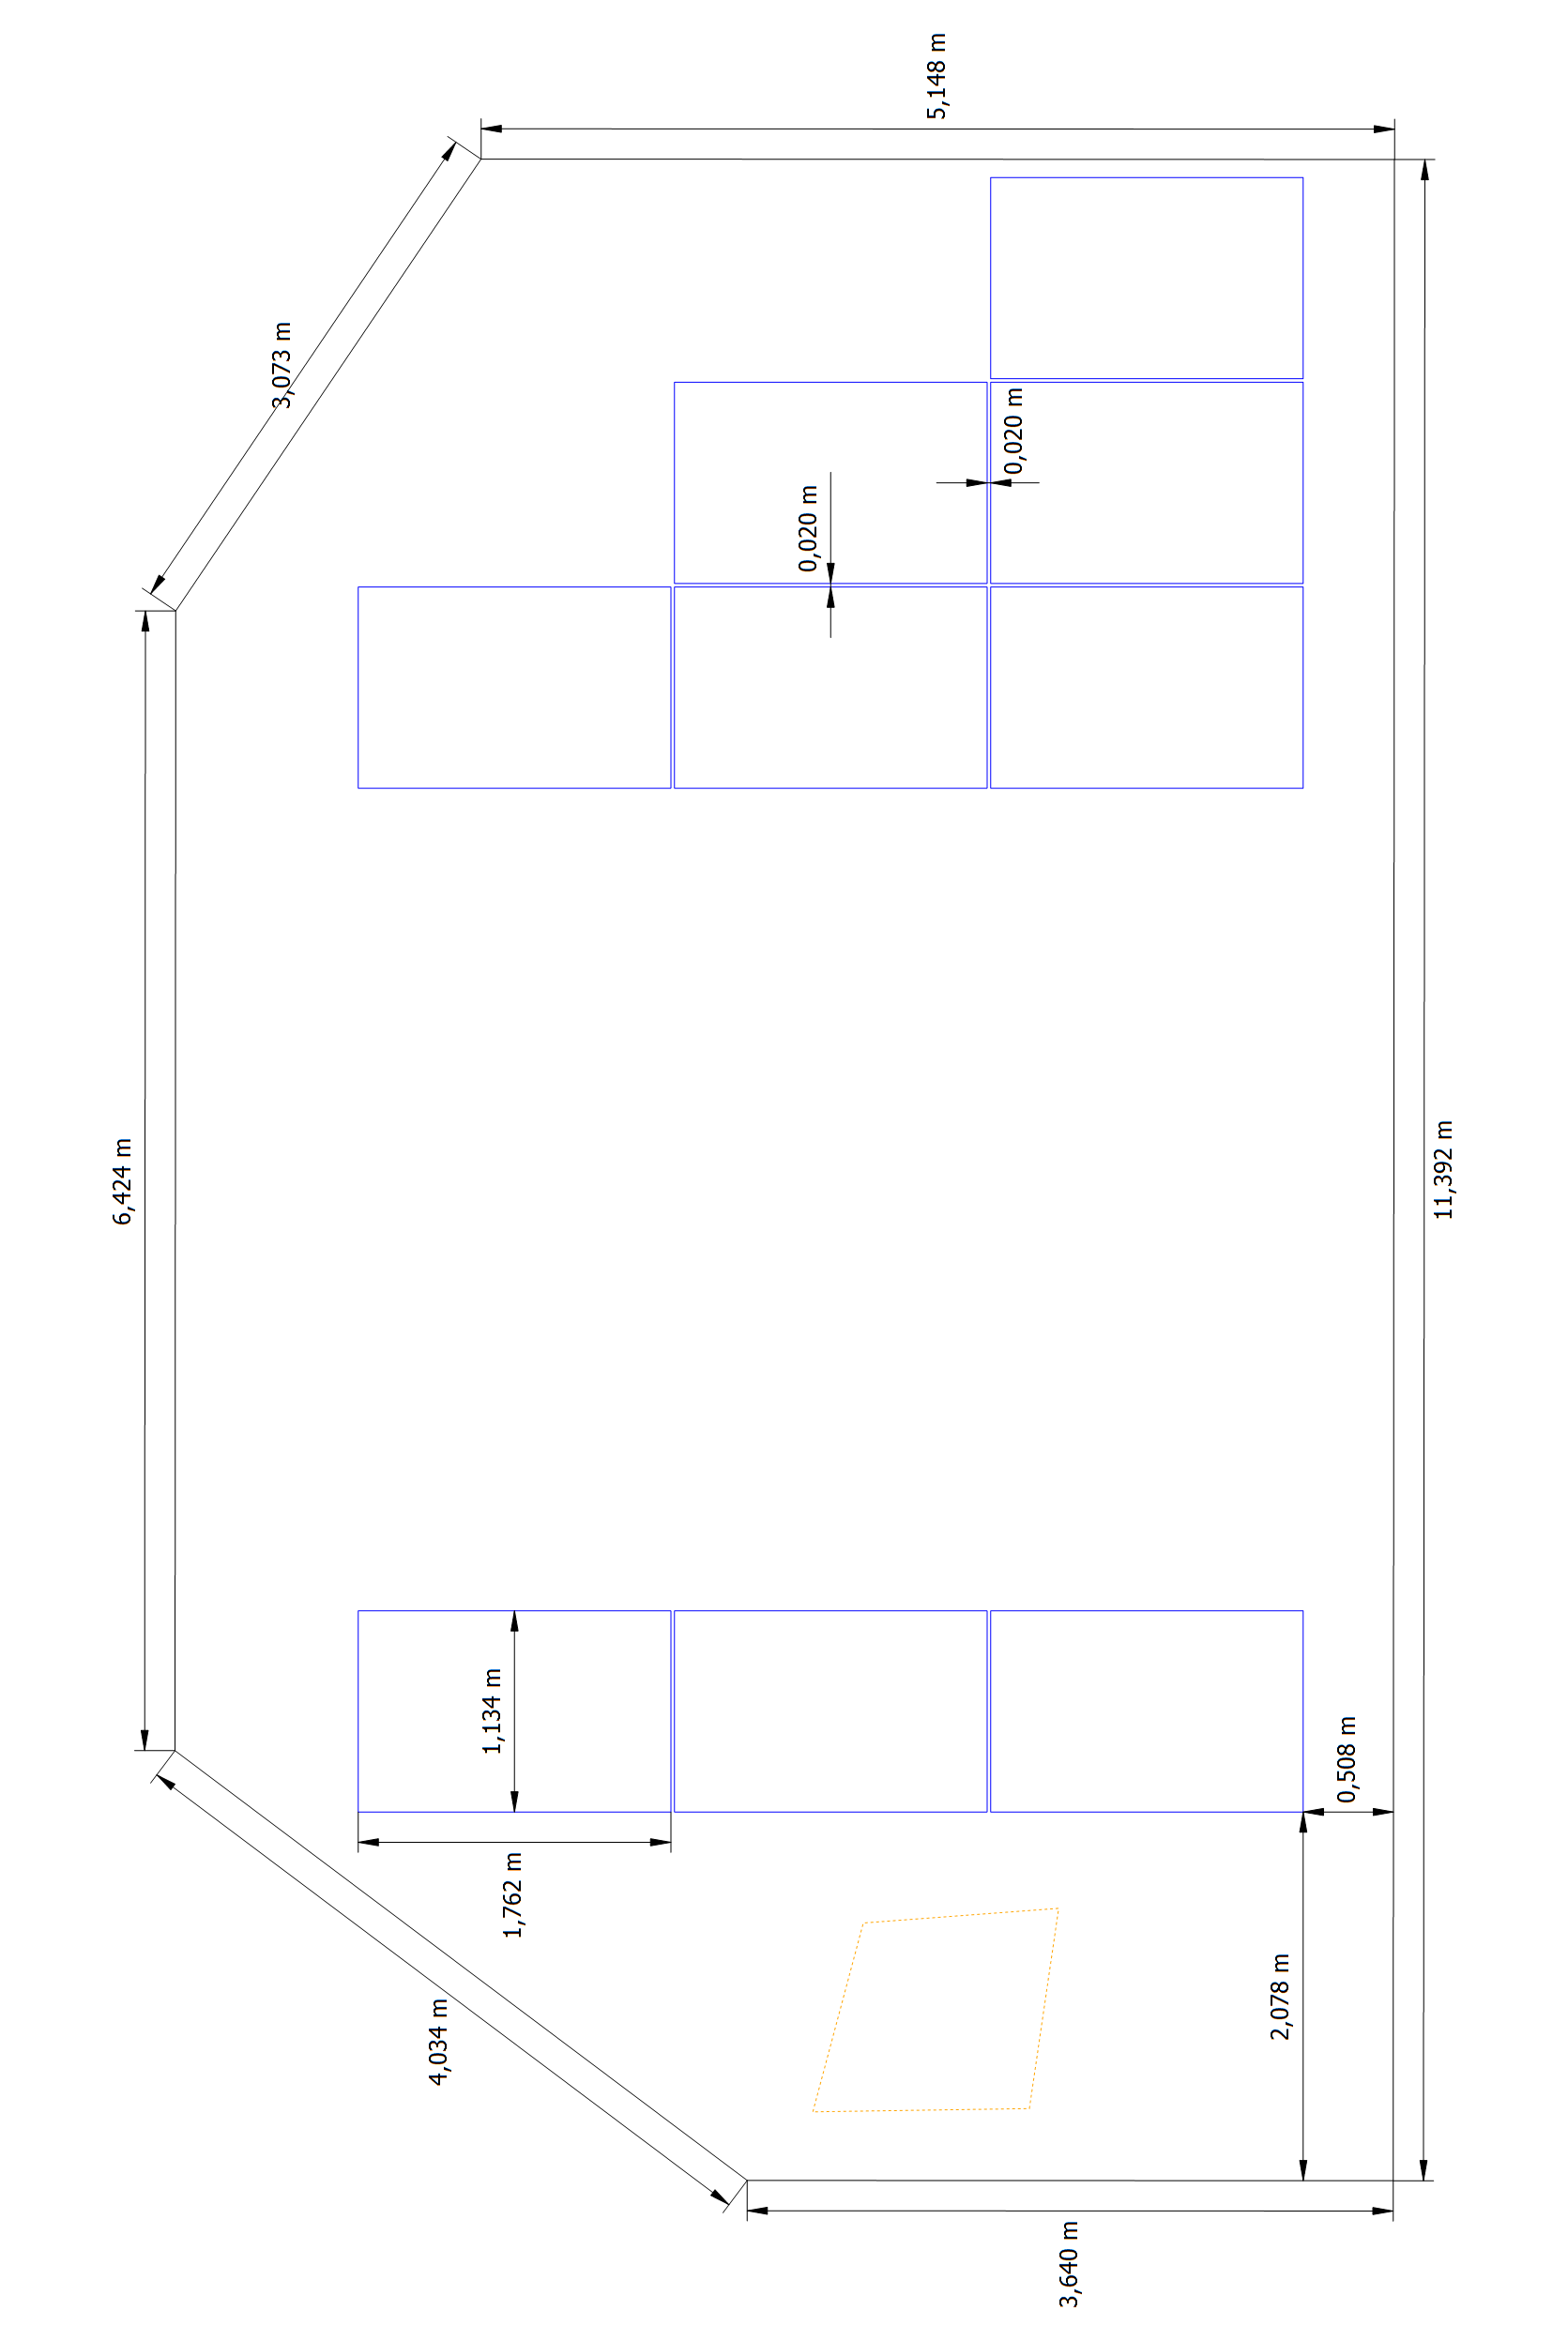 5,148 m
3,073 m
0,020 m
0,020 m
6,424 m
11,392 m
1,134 m
0,508 m
1,762 m
2,078 m
4,034 m
3,640 m